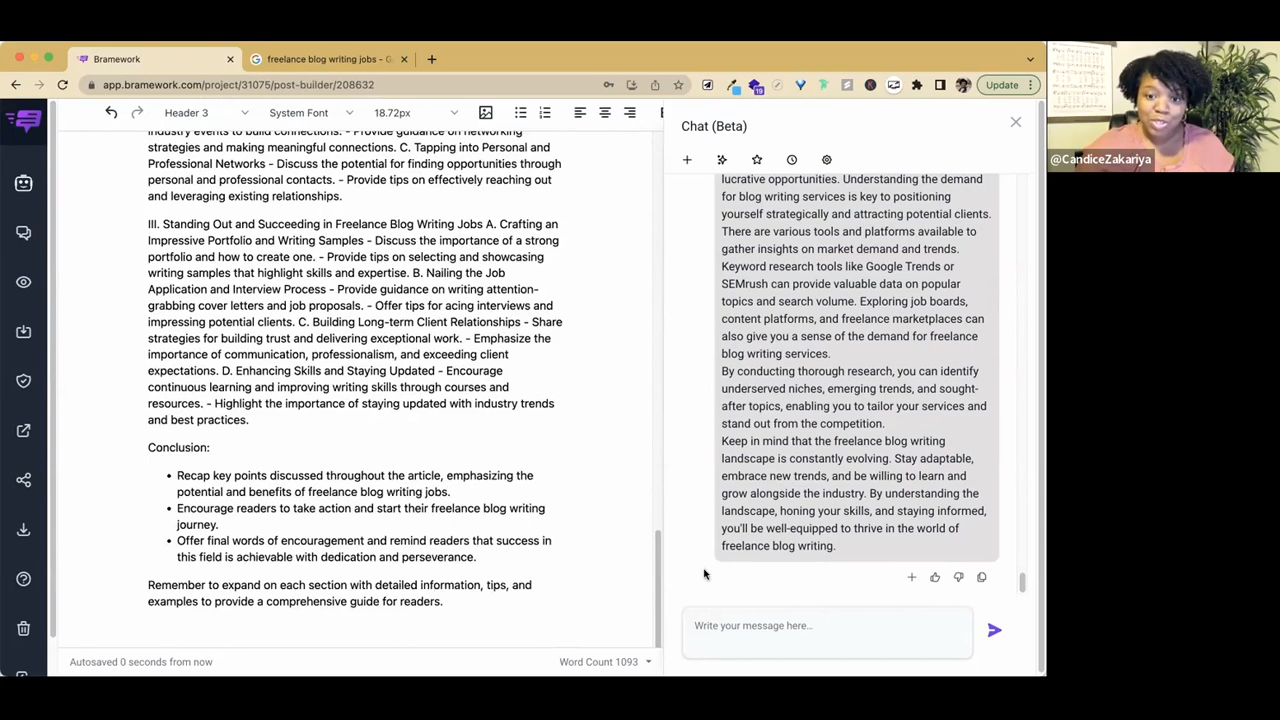 Bramework
freelance blog writing jobs - G
app.bramework.com/project/31075/post-builder/208632
19
Update
Header 3
System Font
18.72px
industry events to build connections. - Provide guidance on networking
strategies and making meaningful connections. C. Tapping into Personal and
Professional Networks - Discuss the potential for finding opportunities through
personal and professional contacts. - Provide tips on effectively reaching out
and leveraging existing relationships.
III. Standing Out and Succeeding in Freelance Blog Writing Jobs A. Crafting an
Impressive Portfolio and Writing Samples - Discuss the importance of a strong
portfolio and how to create one. - Provide tips on selecting and showcasing
writing samples that highlight skills and expertise. B. Nailing the Job
Application and Interview Process - Provide guidance on writing attention-
grabbing cover letters and job proposals. - Offer tips for acing interviews and
impressing potential clients. C. Building Long-term Client Relationships - Share
strategies for building trust and delivering exceptional work. - Emphasize the
importance of communication, professionalism, and exceeding client
expectations. D. Enhancing Skills and Staying Updated - Encourage
continuous learning and improving writing skills through courses and
resources. - Highlight the importance of staying updated with industry trends
and best practices.
Conclusion:
• Recap key points discussed throughout the article, emphasizing the
potential and benefits of freelance blog writing jobs.
• Encourage readers to take action and start their freelance blog writing
journey.
• Offer final words of encouragement and remind readers that success in
this field is achievable with dedication and perseverance.
Remember to expand on each section with detailed information, tips, and
examples to provide a comprehensive guide for readers.
Autosaved 0 seconds from now
Word Count 1093
Chat (Beta)
lucrative opportunities. Understanding the demand
for blog writing services is key to positioning
yourself strategically and attracting potential clients.
There are various tools and platforms available to
gather insights on market demand and trends.
Keyword research tools like Google Trends or
SEMrush can provide valuable data on popular
topics and search volume. Exploring job boards,
content platforms, and freelance marketplaces can
also give you a sense of the demand for freelance
blog writing services.
By conducting thorough research, you can identify
underserved niches, emerging trends, and sought-
after topics, enabling you to tailor your services and
stand out from the competition.
Keep in mind that the freelance blog writing
landscape is constantly evolving. Stay adaptable,
embrace new trends, and be willing to learn and
grow alongside the industry. By understanding the
landscape, honing your skills, and staying informed,
you'll be well-equipped to thrive in the world of
freelance blog writing.
Write your message here...
@CandiceZakariya